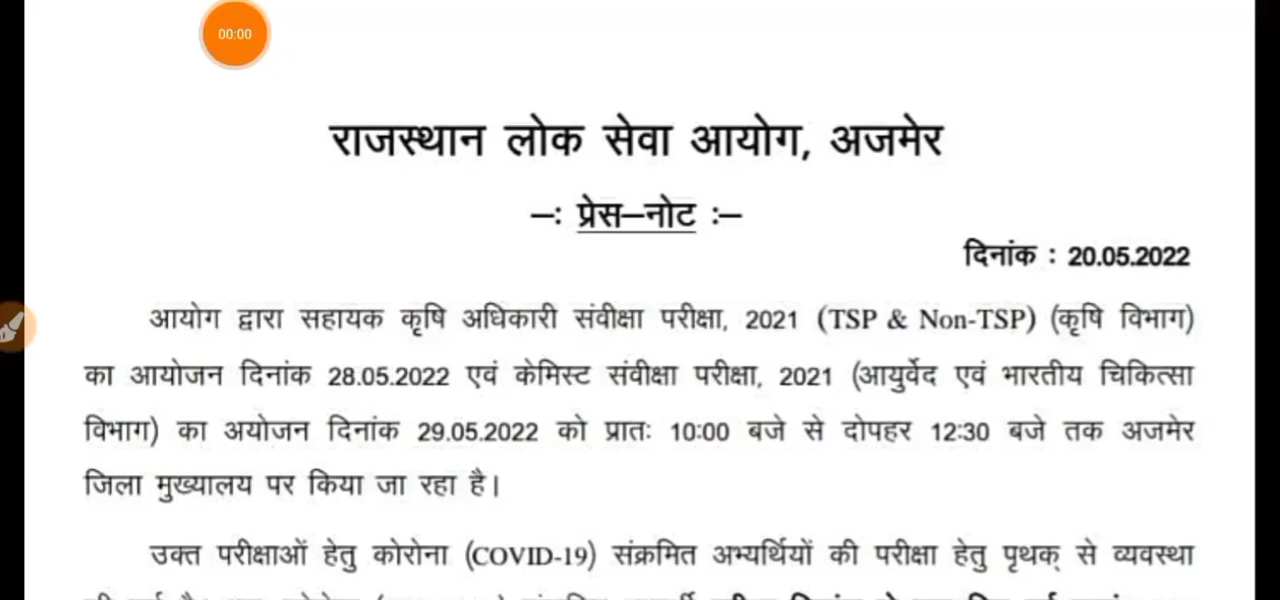 00:00
राजस्थान लोक सेवा आयोग, अजमेर
–: प्रेस–नोट :–
दिनांक : 20.05.2022
आयोग द्वारा सहायक कृषि अधिकारी संवीक्षा परीक्षा, 2021 (TSP & Non-TSP) (कृषि विभाग)
का आयोजन दिनांक 28.05.2022 एवं केमिस्ट संवीक्षा परीक्षा, 2021 (आयुर्वेद एवं भारतीय चिकित्सा
विभाग) का अयोजन दिनांक 29.05.2022 को प्रातः 10:00 बजे से दोपहर 12:30 बजे तक अजमेर
जिला मुख्यालय पर किया जा रहा है।
उक्त परीक्षाओं हेतु कोरोना (COVID-19) संक्रमित अभ्यर्थियों की परीक्षा हेतु पृथक् से व्यवस्था